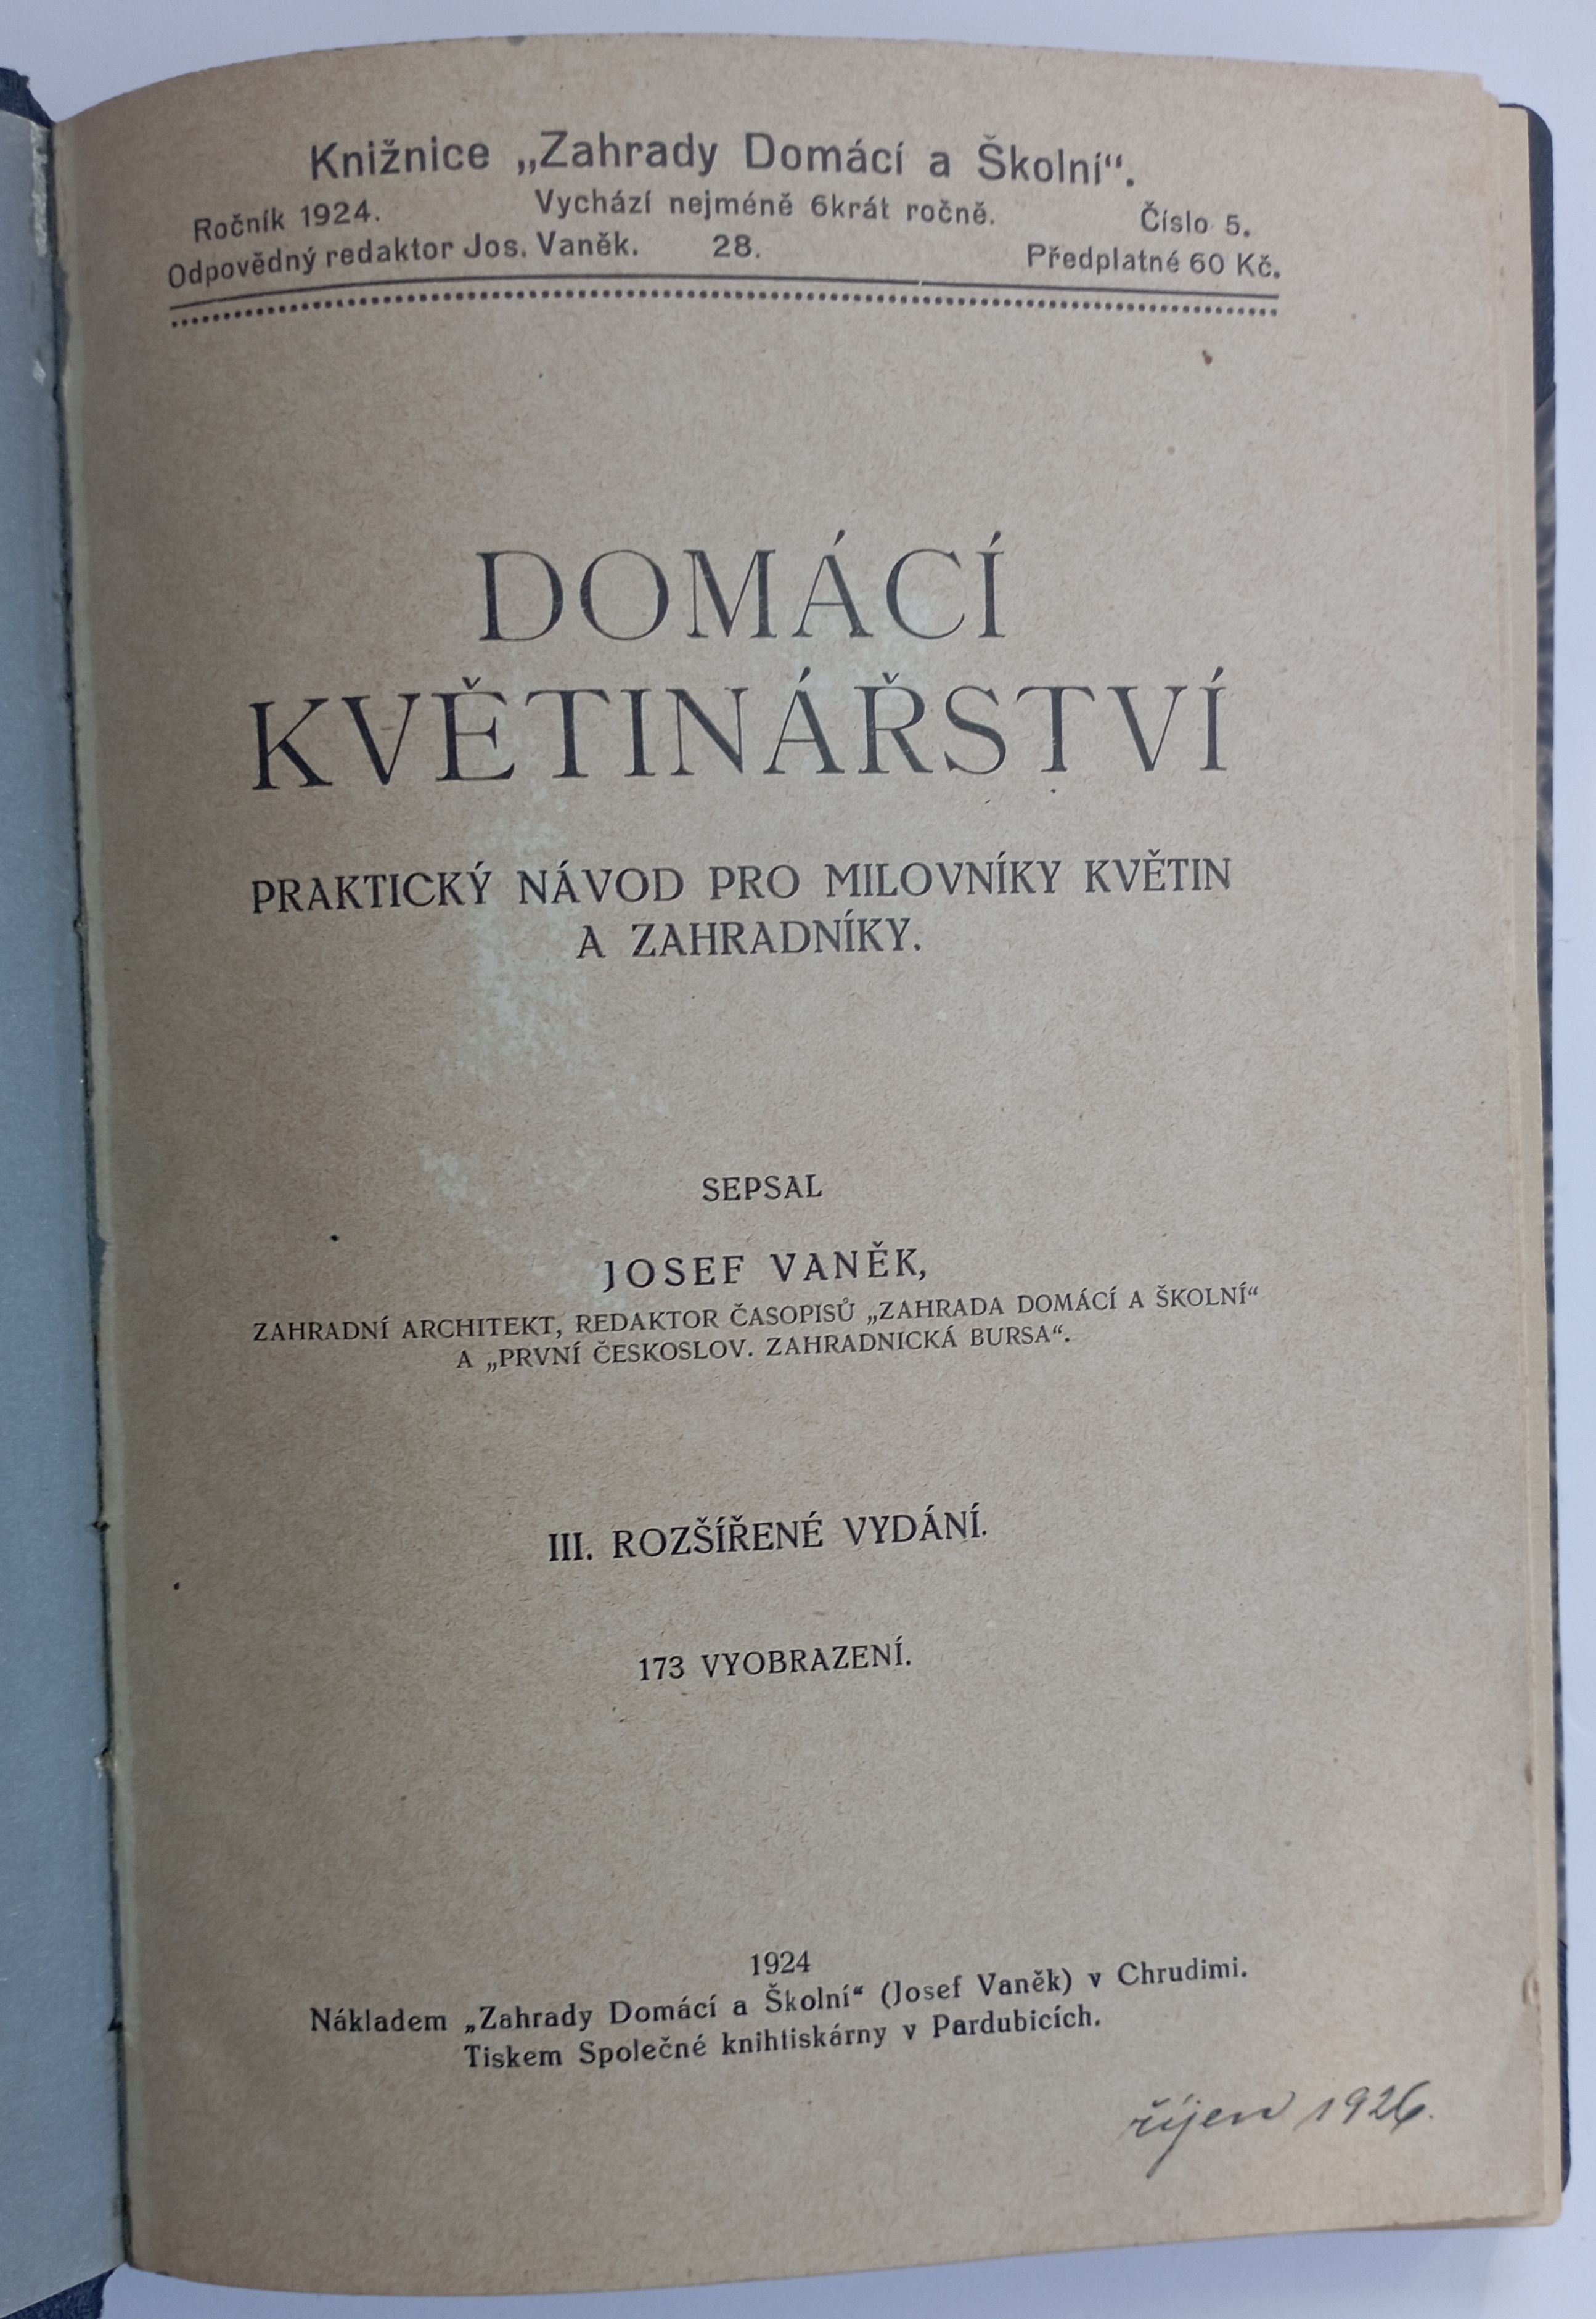 Knižnice „Zahrady Domácí a Školní“.
Ročník 1924. Vychází nejméně 6krát ročně. Číslo 5.
Odpovědný redaktor Jos. Vaněk. 28. Předplatné 60 Kč.
DOMÁCÍ
KVĚTINÁŘSTVÍ
PRAKTICKÝ NÁVOD PRO MILOVNÍKY KVĚTIN
A ZAHRADNÍKY.
SEPSAL
JOSEF VANĚK,
ZAHRADNÍ ARCHITEKT, REDAKTOR ČASOPISŮ „ZAHRADA DOMÁCÍ A ŠKOLNÍ“
A „PRVNÍ ČESKOSLOV. ZAHRADNICKÁ BURSA“.
III. ROZŠÍŘENÉ VYDÁNÍ.
173 VYOBRAZENÍ.
1924
Nákladem „Zahrady Domácí a Školní“ (Josef Vaněk) v Chrudimi.
Tiskem Společné knihtiskárny v Pardubicích.
říjen 1926.